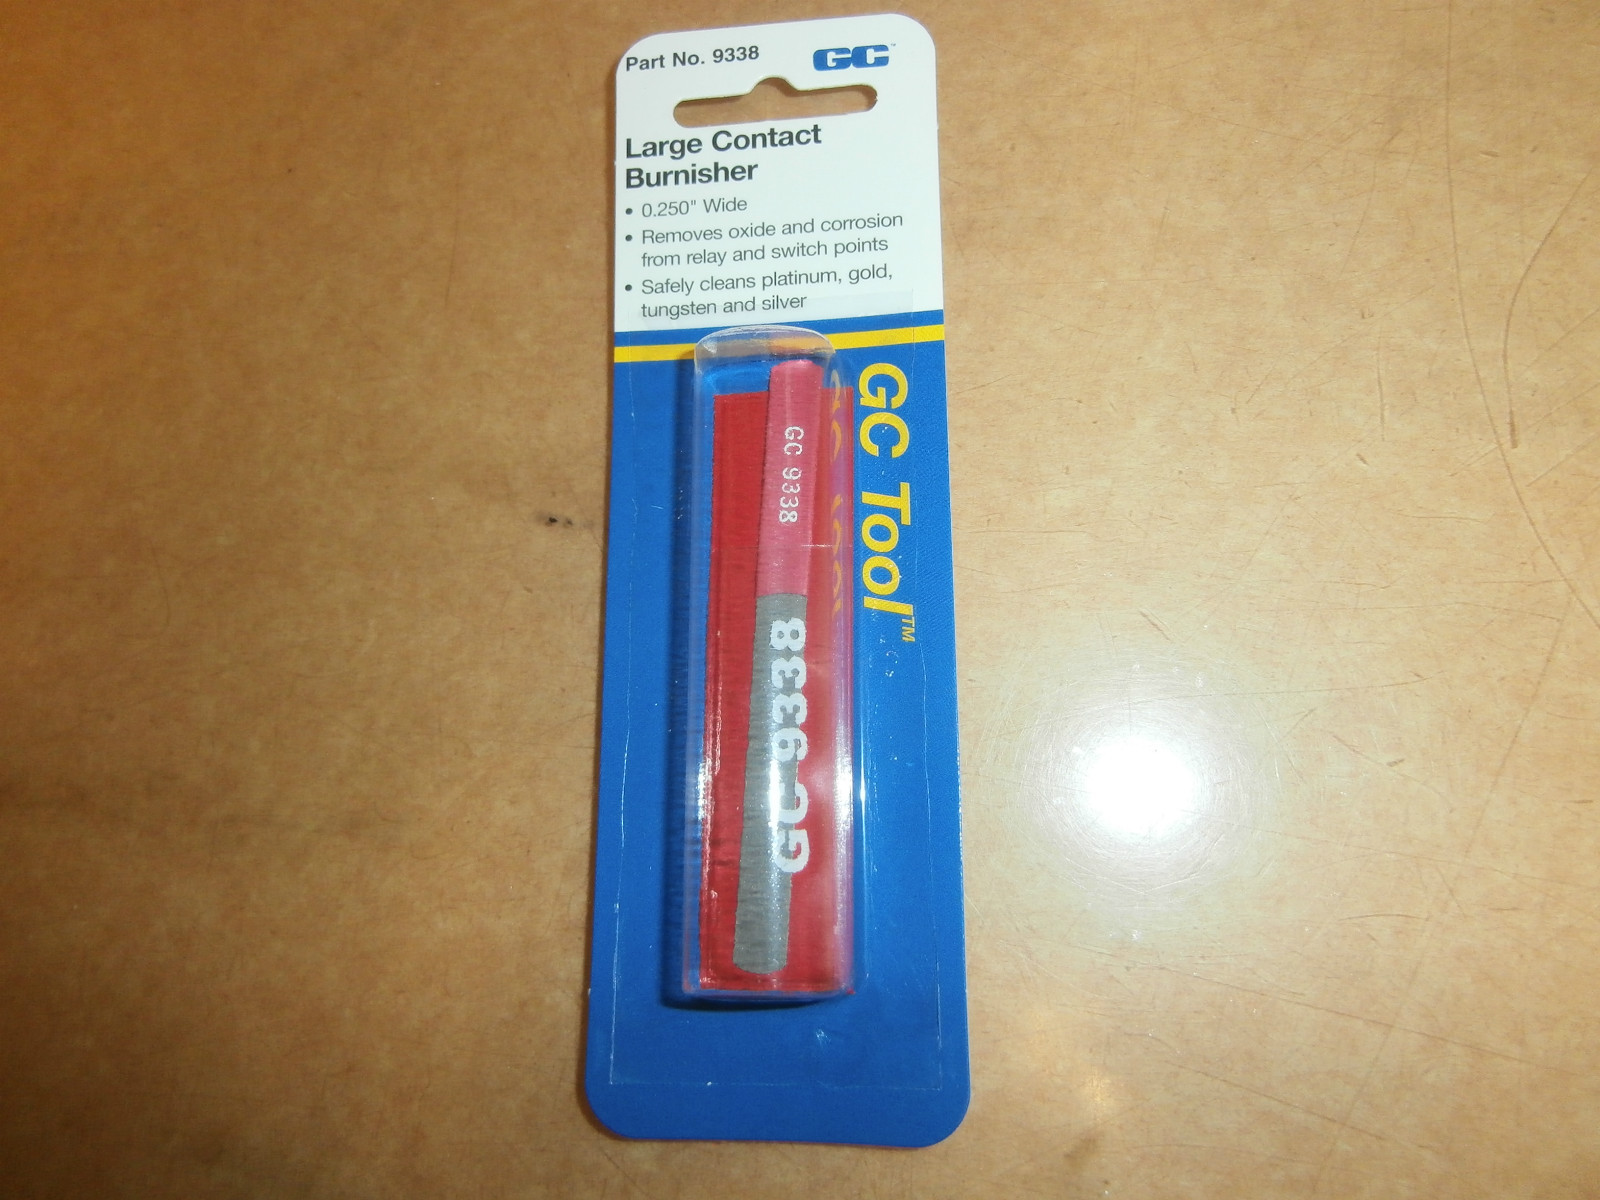 Part No. 9338
GC™
Large Contact
Burnisher
• 0.250" Wide
• Removes oxide and corrosion
from relay and switch points
• Safely cleans platinum, gold,
tungsten and silver
GC Tool™
GC 9338
GC 9338